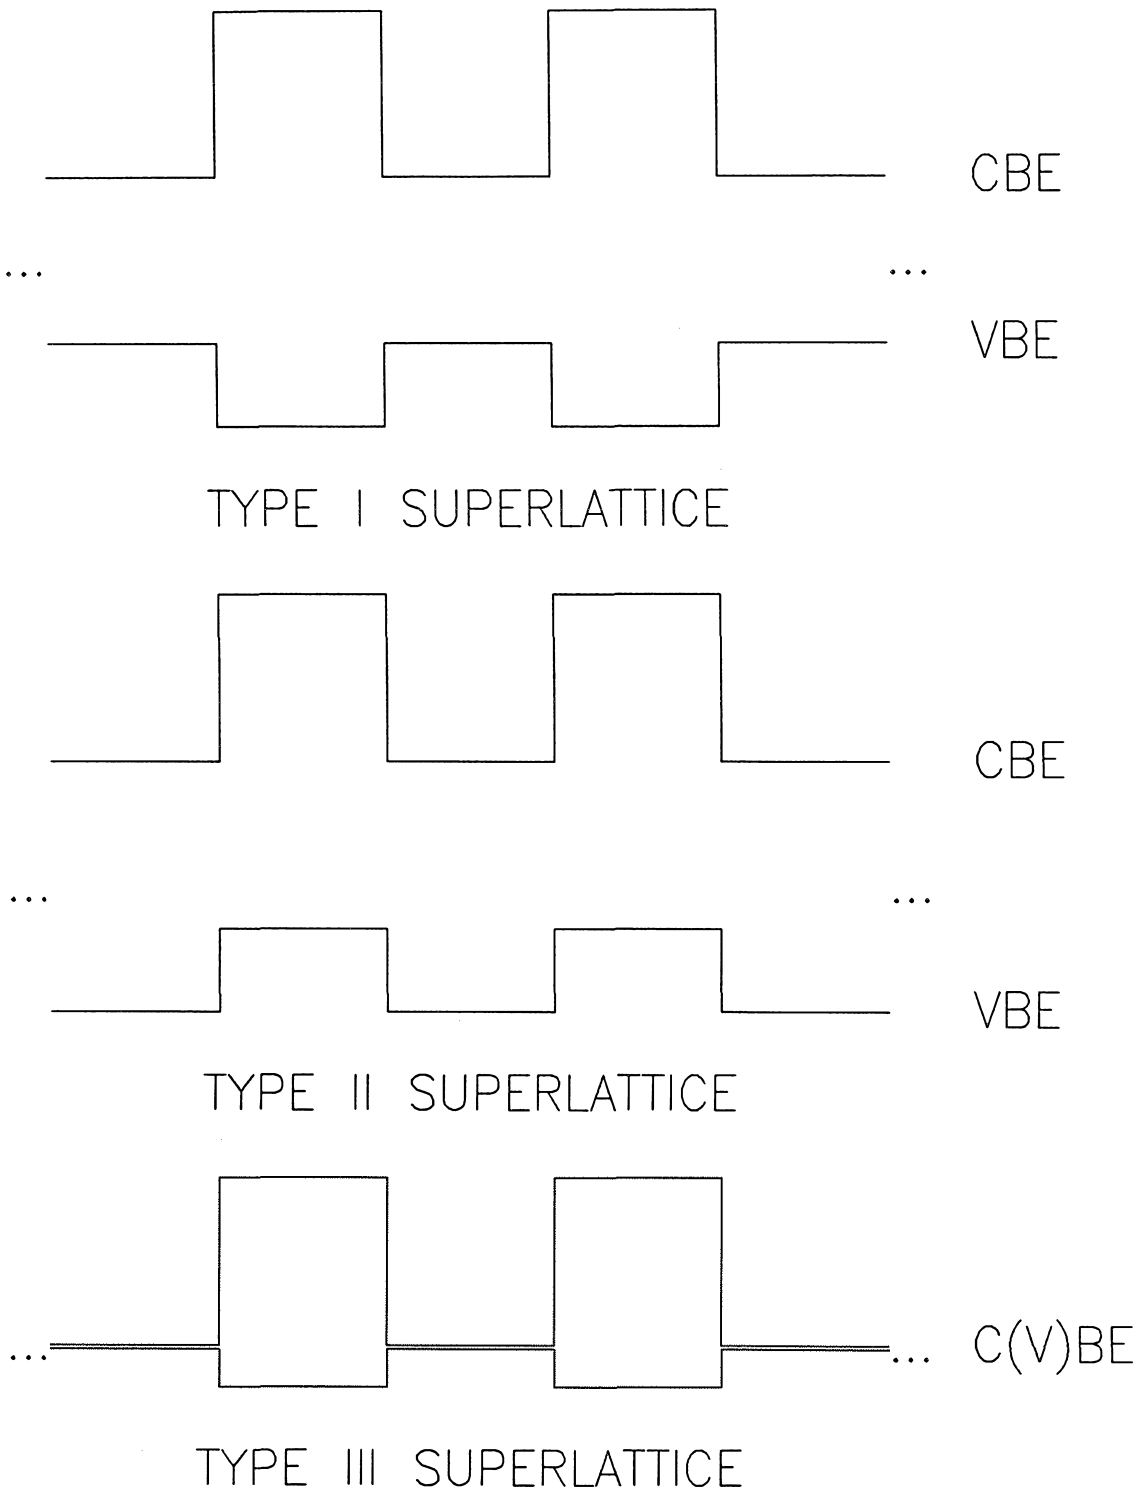 CBE
...
...
VBE
TYPE I SUPERLATTICE
CBE
...
...
VBE
TYPE II SUPERLATTICE
...
...
C(V)BE
TYPE III SUPERLATTICE